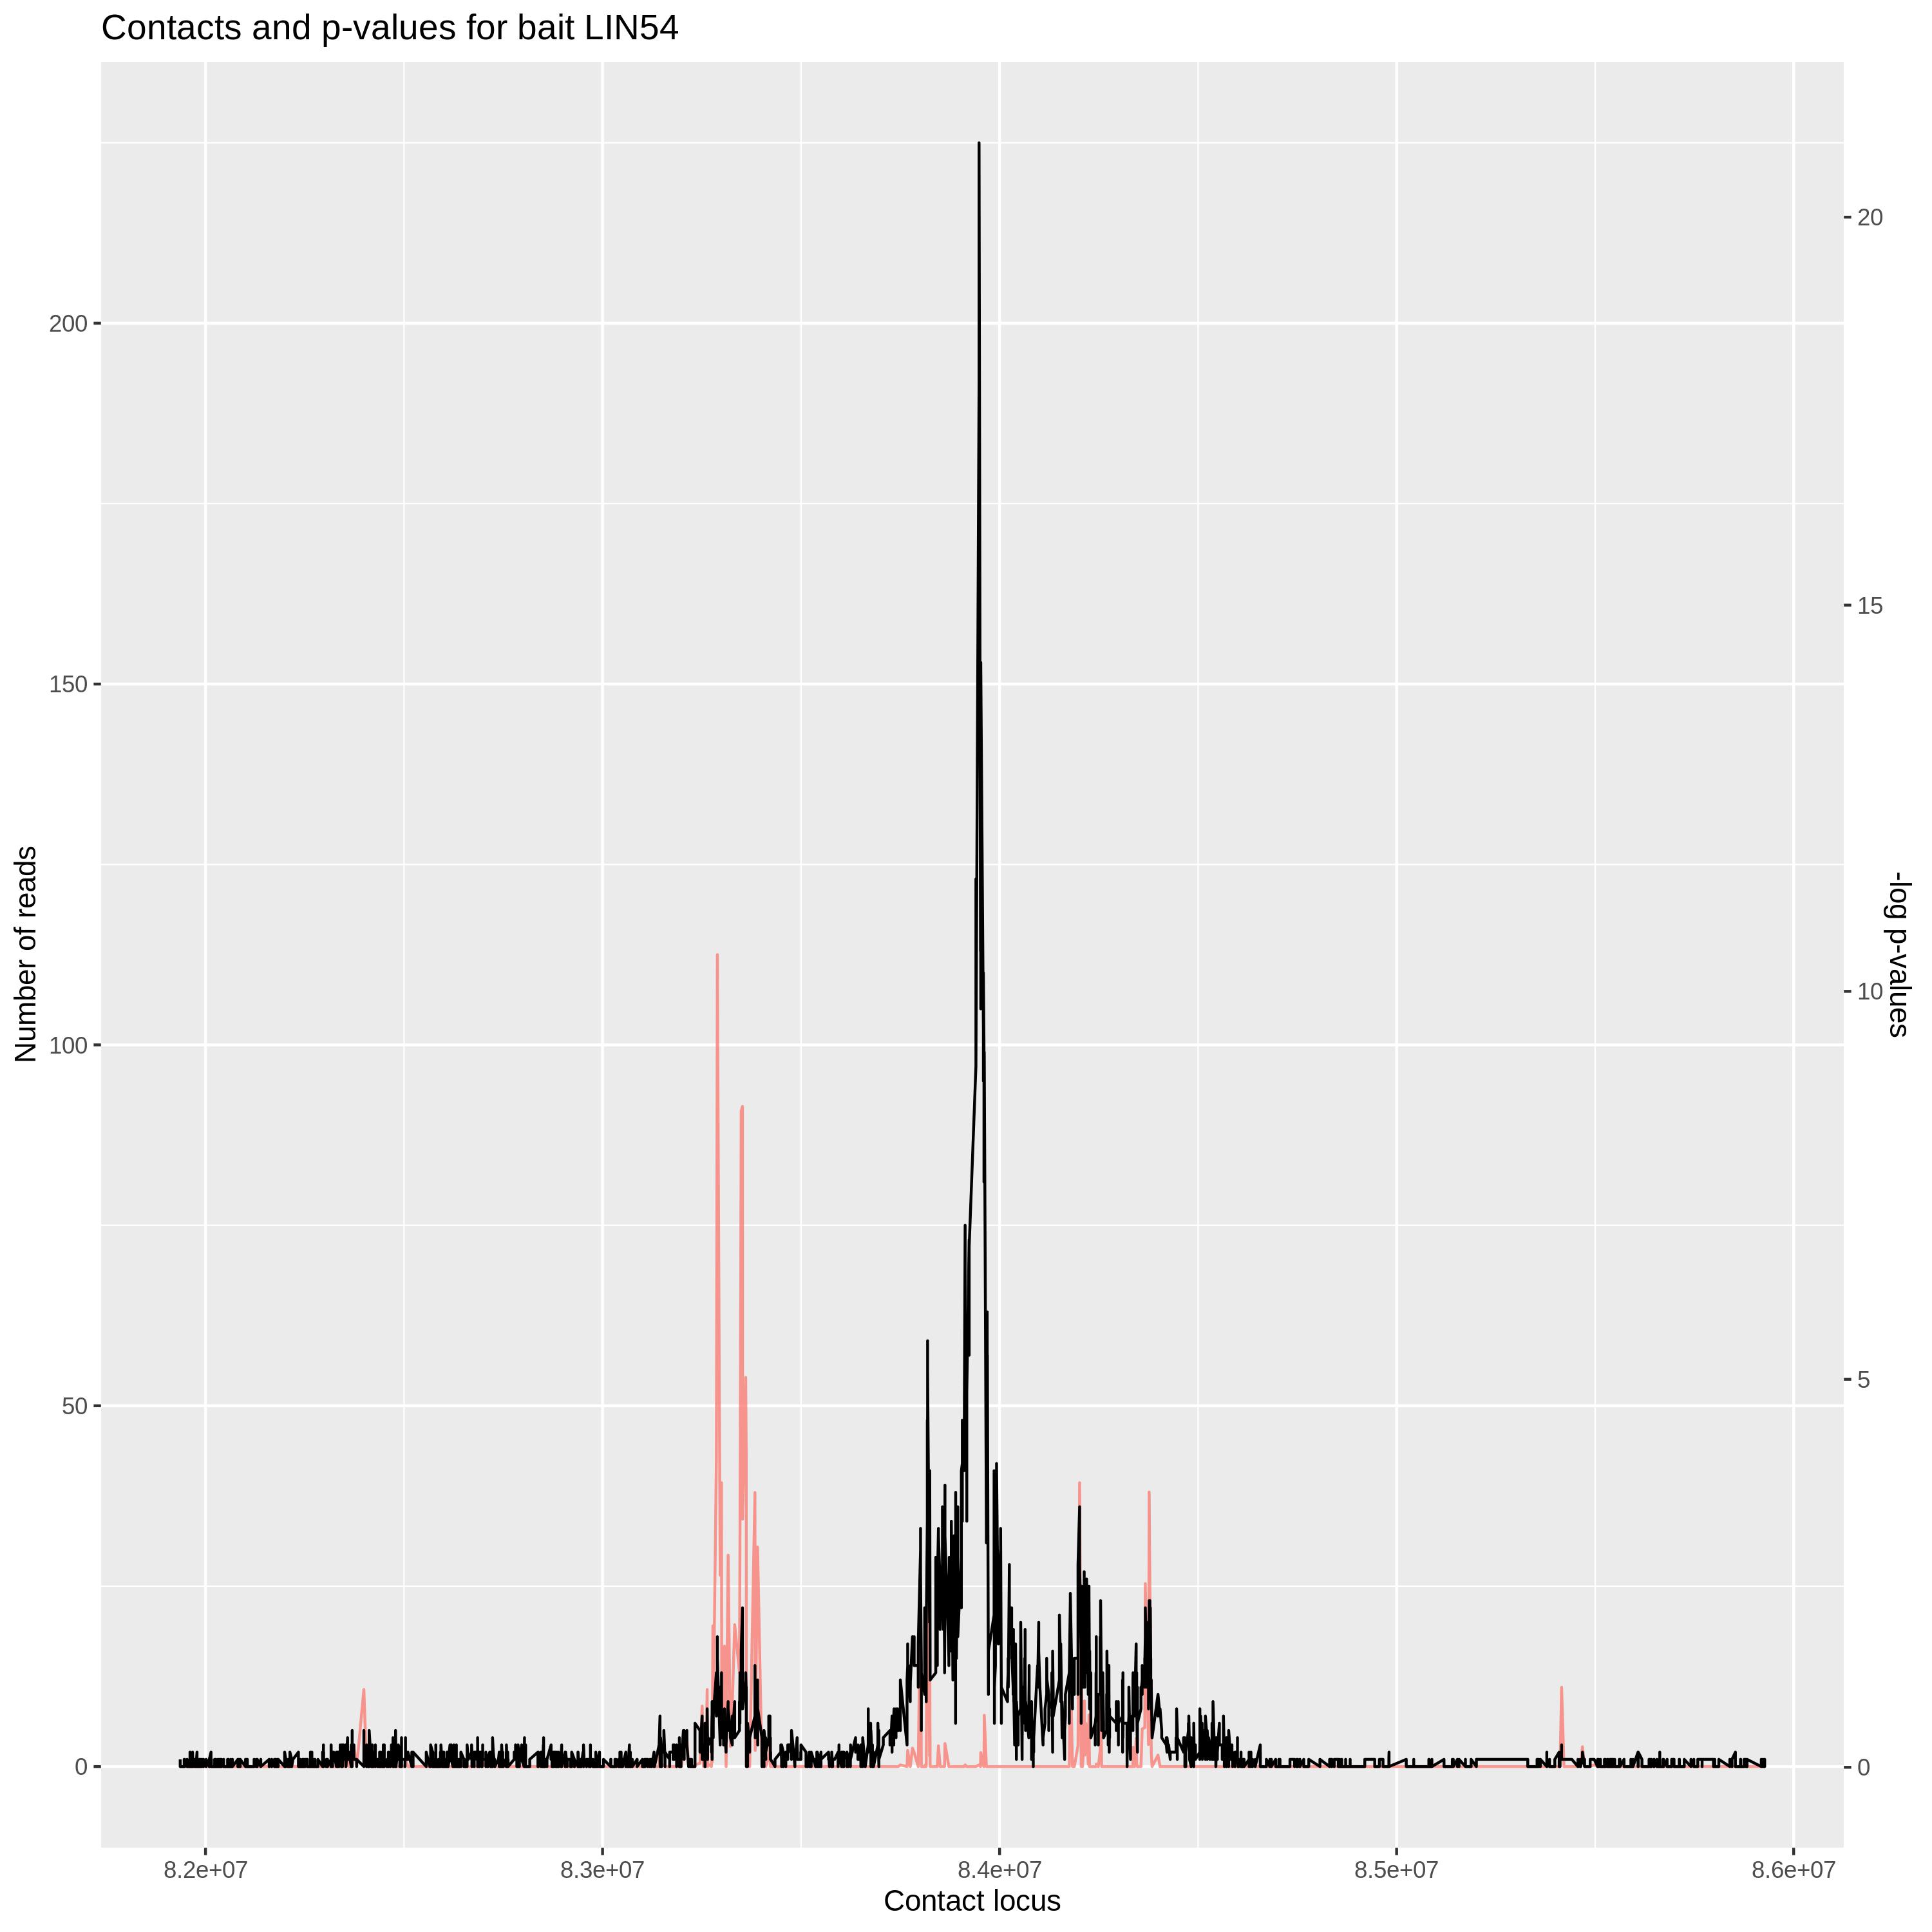 Contacts and p-values for bait LIN54
Number of reads
200
150
100
50
0
20
15
10
5
0
-log p-values
8.2e+07 8.3e+07 8.4e+07 8.5e+07 8.6e+07
Contact locus